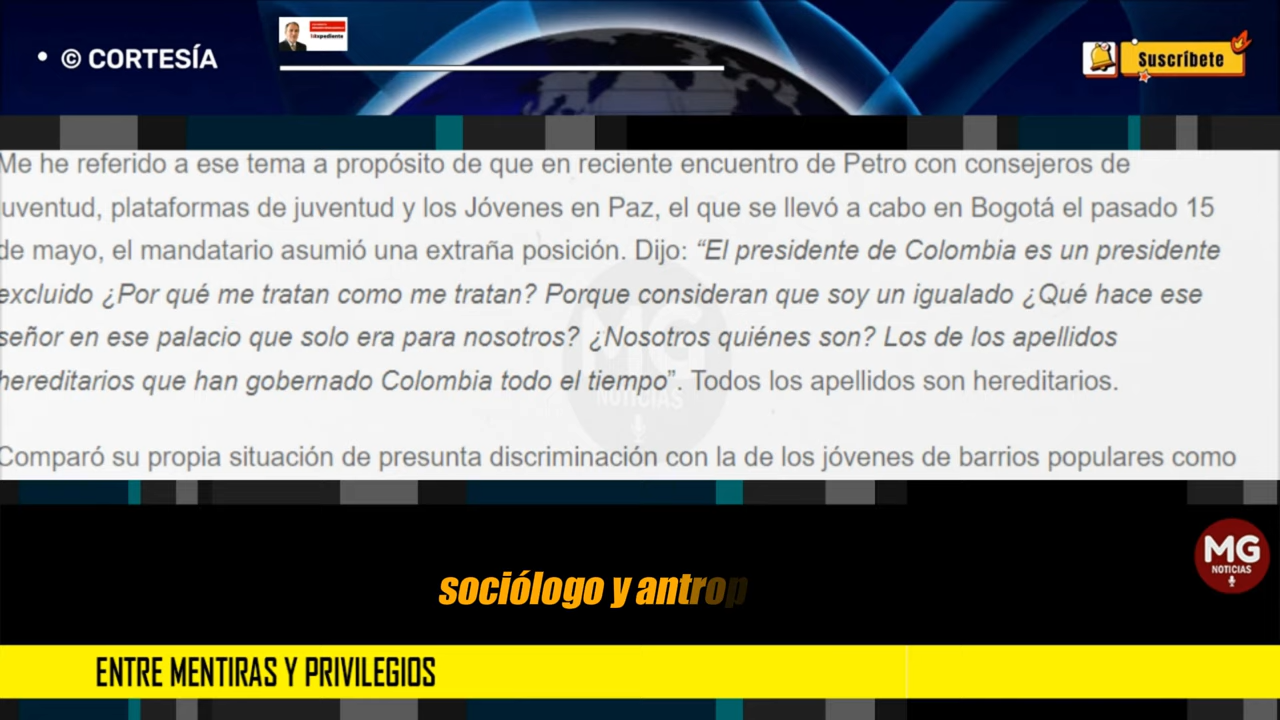 • © CORTESÍA
Suscríbete
Me he referido a ese tema a propósito de que en reciente encuentro de Petro con consejeros de
uventud, plataformas de juventud y los Jóvenes en Paz, el que se llevó a cabo en Bogotá el pasado 15
de mayo, el mandatario asumió una extraña posición. Dijo: “El presidente de Colombia es un presidente
excluido ¿Por qué me tratan como me tratan? Porque consideran que soy un igualado ¿Qué hace ese
señor en ese palacio que solo era para nosotros? ¿Nosotros quiénes son? Los de los apellidos
hereditarios que han gobernado Colombia todo el tiempo”. Todos los apellidos son hereditarios.
MG
NOTICIAS
Comparó su propia situación de presunta discriminación con la de los jóvenes de barrios populares como
sociólogo y antrop
MG
NOTICIAS
ENTRE MENTIRAS Y PRIVILEGIOS